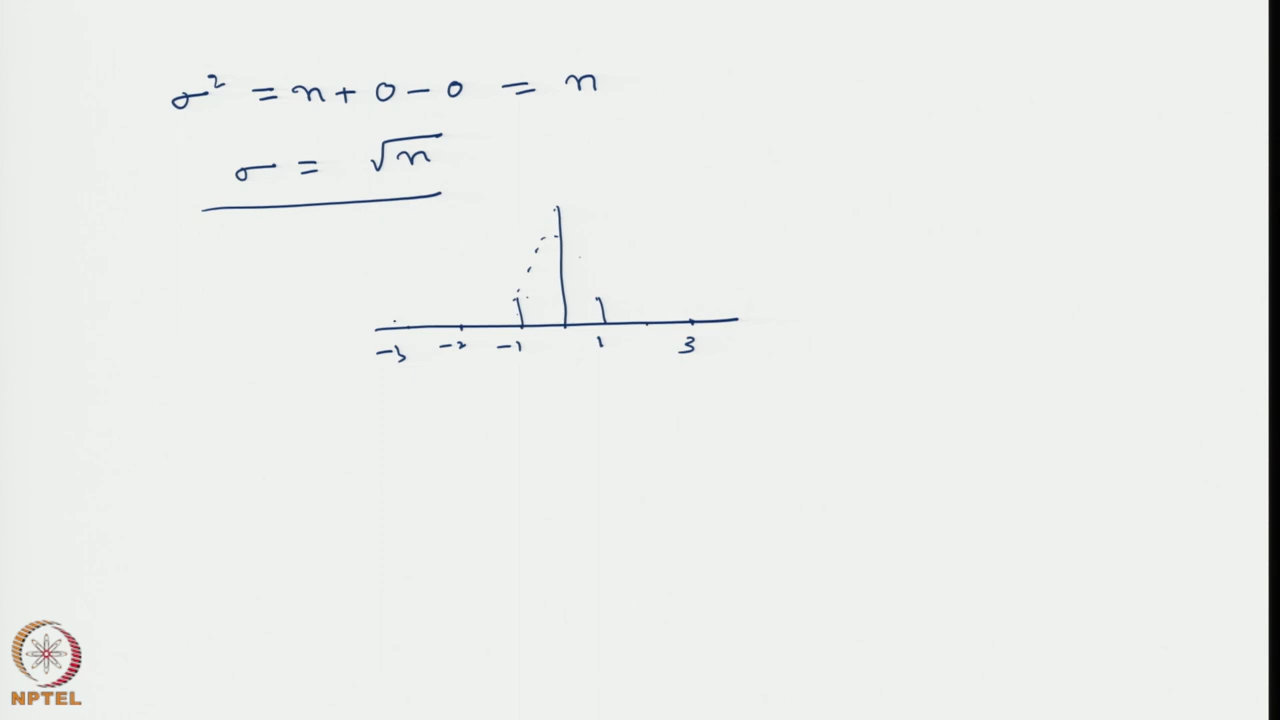 σ² = n + 0 - 0 = n
σ = √n
-3 -2 -1 1 3
NPTEL